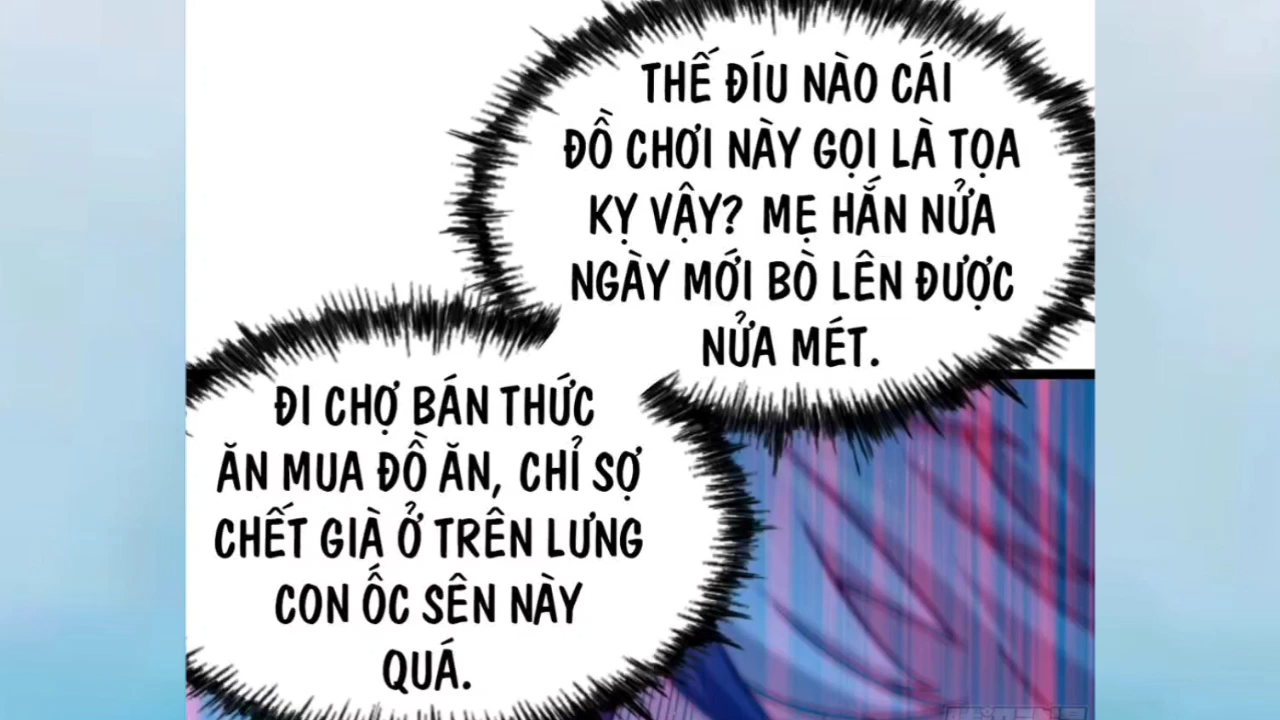 THẾ ĐÍU NÀO CÁI
ĐỒ CHƠI NÀY GỌI LÀ TỌA
KỴ VẬY? MẸ HẮN NỬA
NGÀY MỚI BÒ LÊN ĐƯỢC
NỬA MÉT.
ĐI CHỢ BÁN THỨC
ĂN MUA ĐỒ ĂN, CHỈ SỢ
CHẾT GIÀ Ở TRÊN LƯNG
CON ỐC SÊN NÀY
QUÁ.